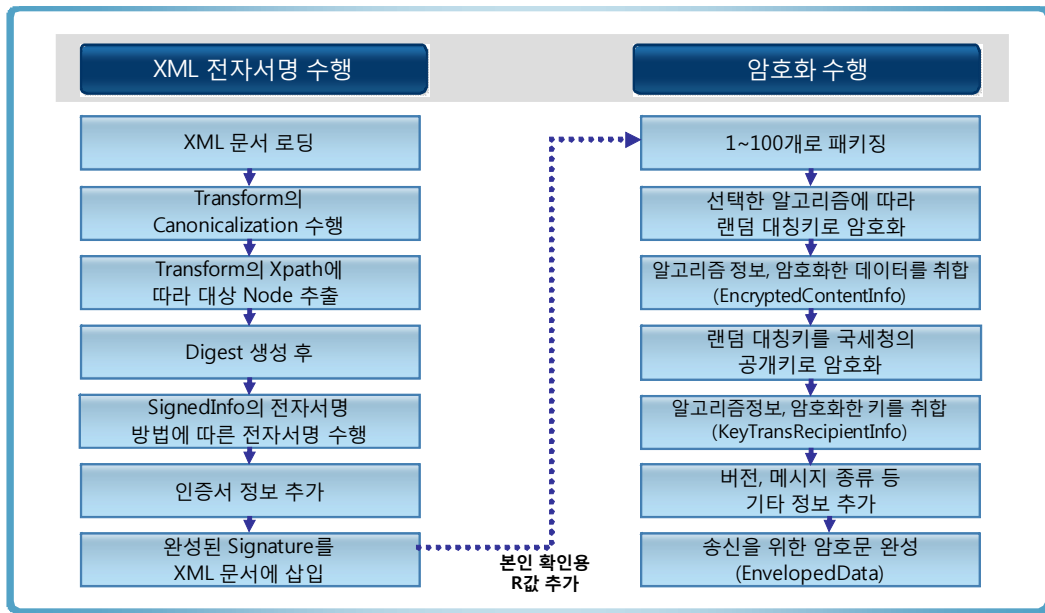 XML 전자서명 수행
XML 문서 로딩
Transform의
Canonicalization 수행
Transform의 Xpath에
따라 대상 Node 추출
Digest 생성 후
SignedInfo의 전자서명
방법에 따른 전자서명 수행
인증서 정보 추가
완성된 Signature를
XML 문서에 삽입
본인 확인용
R값 추가
암호화 수행
1~100개로 패키징
선택한 알고리즘에 따라
랜덤 대칭키로 암호화
알고리즘 정보, 암호화한 데이터를 취합
(EncryptedContentInfo)
랜덤 대칭키를 국세청의
공개키로 암호화
알고리즘정보, 암호화한 키를 취합
(KeyTransRecipientInfo)
버전, 메시지 종류 등
기타 정보 추가
송신을 위한 암호문 완성
(EnvelopedData)